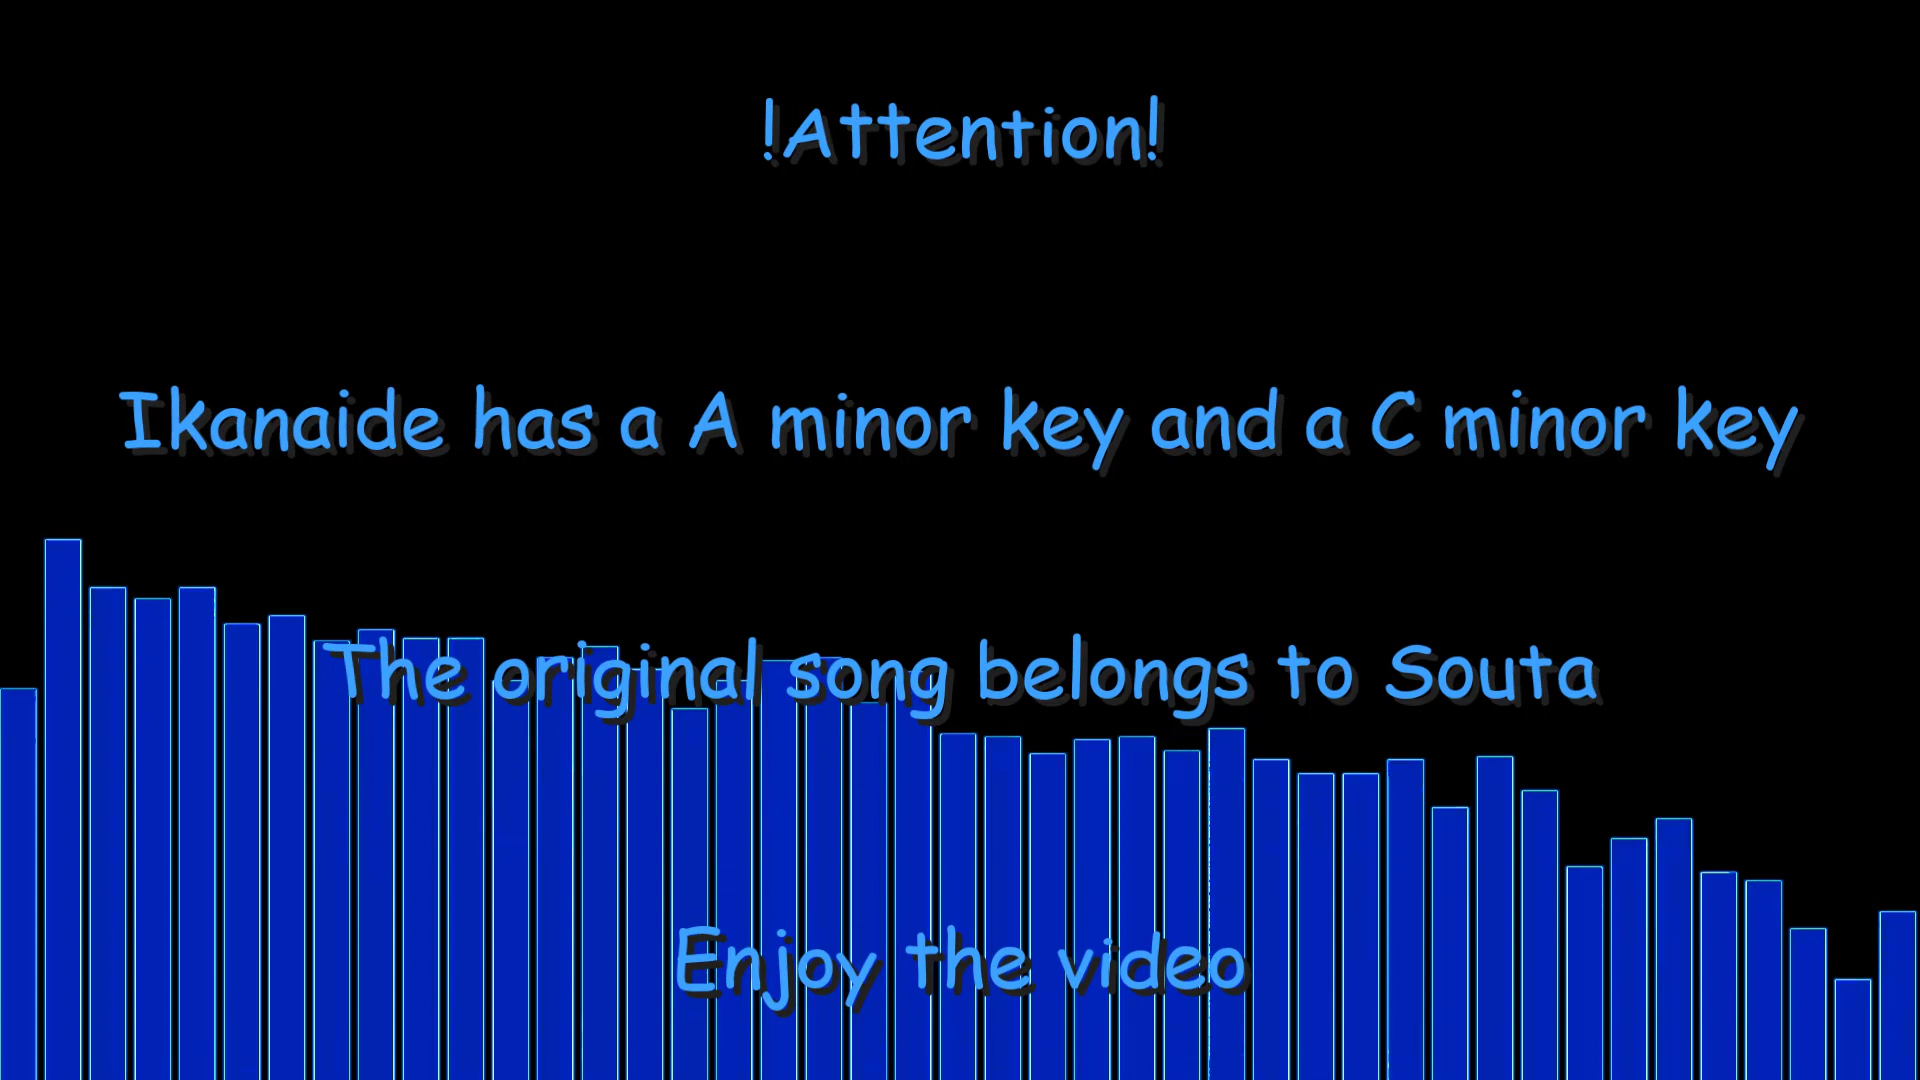 !Attention!
Ikanaide has a A minor key and a C minor key
The original song belongs to Souta
Enjoy the video